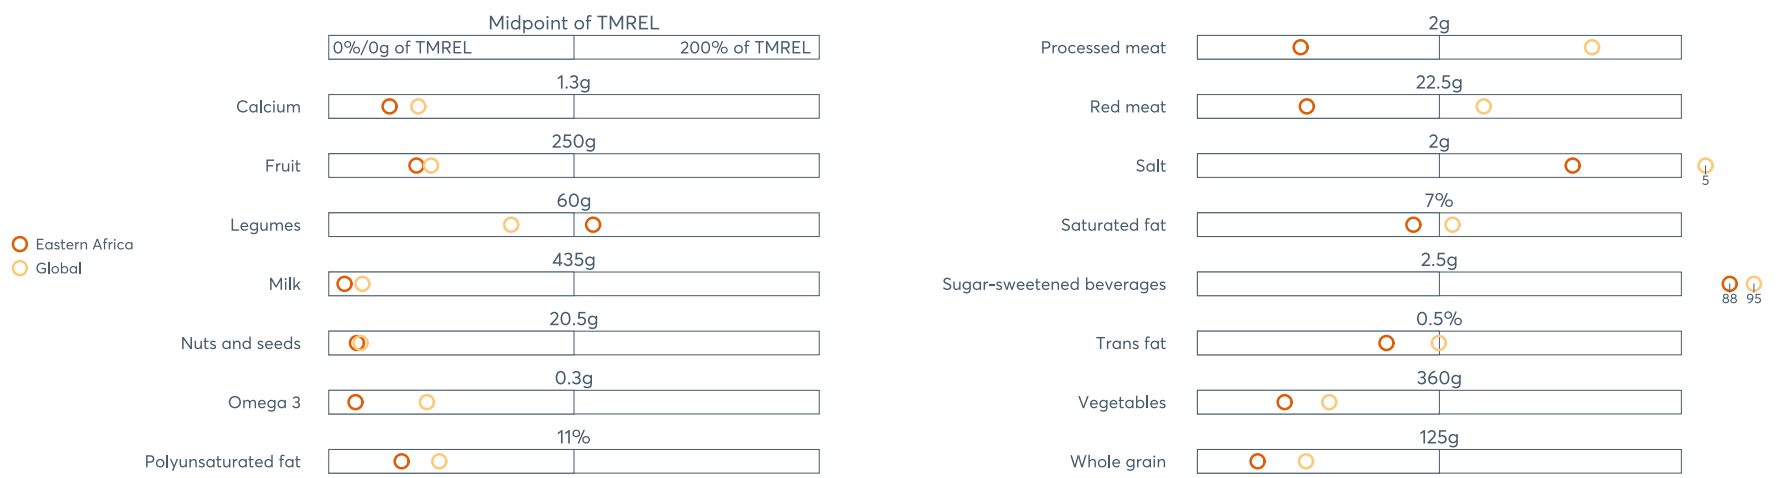 Midpoint of TMREL
0%/0g of TMREL 200% of TMREL
1.3g
Calcium
250g
Fruit
60g
Legumes
Eastern Africa
Global
435g
Milk
20.5g
Nuts and seeds
0.3g
Omega 3
11%
Polyunsaturated fat
2g
Processed meat
22.5g
Red meat
2g
Salt
5
7%
Saturated fat
2.5g
Sugar-sweetened beverages
88 95
0.5%
Trans fat
360g
Vegetables
125g
Whole grain